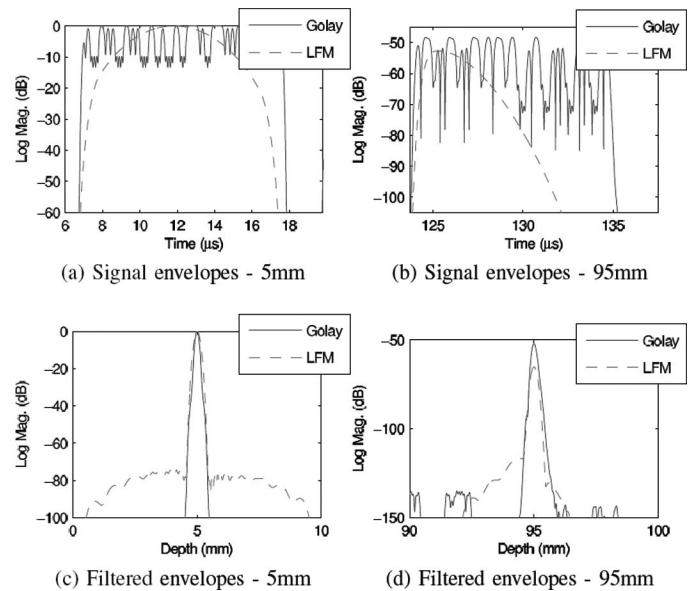 Golay
LFM
Log Mag. (dB)
0
−10
−20
−30
−40
−50
−60
6 8 10 12 14 16 18
Time (μs)
(a) Signal envelopes - 5mm
Golay
LFM
Log Mag. (dB)
−50
−60
−70
−80
−90
−100
125 130 135
Time (μs)
(b) Signal envelopes - 95mm
Golay
LFM
Log Mag. (dB)
0
−20
−40
−60
−80
−100
0 5 10
Depth (mm)
(c) Filtered envelopes - 5mm
Golay
LFM
Log Mag. (dB)
−50
−100
−150
90 95 100
Depth (mm)
(d) Filtered envelopes - 95mm